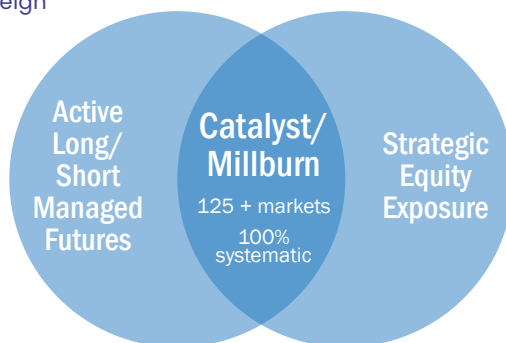 eign
Active
Long/
Short
Managed
Futures
Catalyst/
Millburn
125 + markets
100%
systematic
Strategic
Equity
Exposure